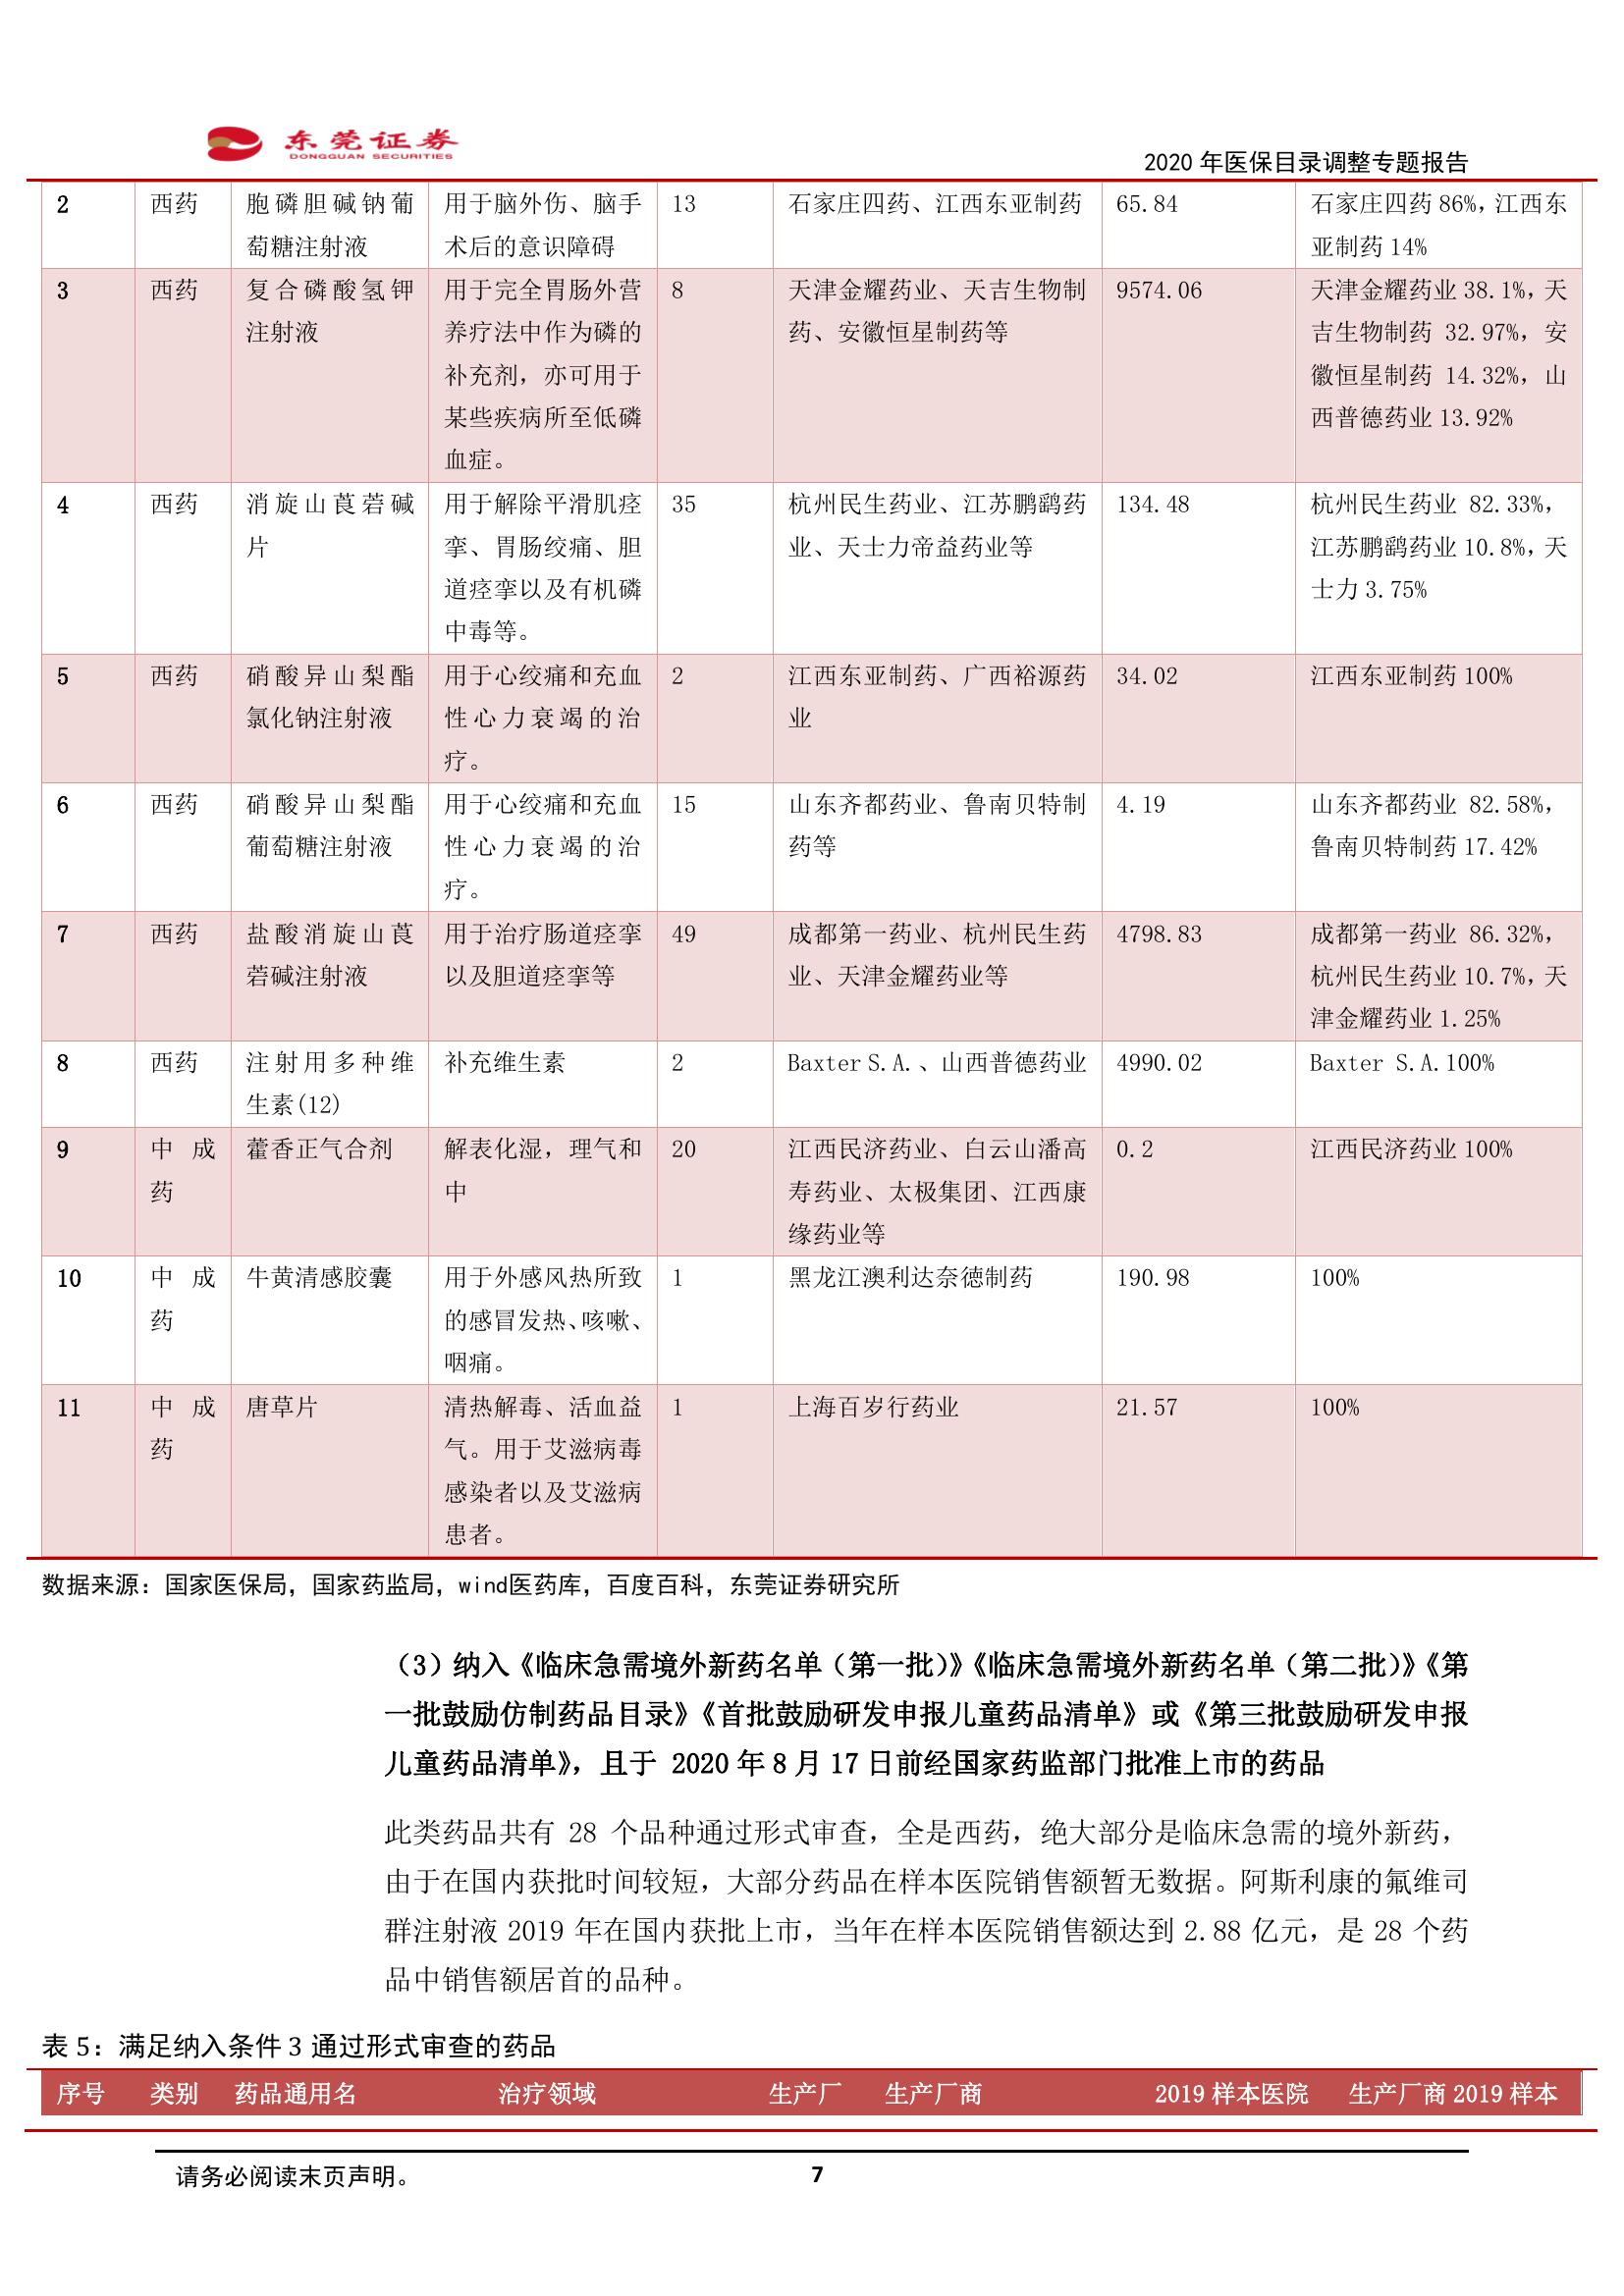 东莞证券
DONGGUAN SECURITIES
2020 年医保目录调整专题报告
2 西药 胞磷胆碱钠葡 用于脑外伤、脑手 13 石家庄四药、江西东亚制药 65.84 石家庄四药 86%，江西东
萄糖注射液 术后的意识障碍 亚制药 14%
3 西药 复合磷酸氢钾 用于完全胃肠外营 8 天津金耀药业、天吉生物制 9574.06 天津金耀药业 38.1%，天
注射液 养疗法中作为磷的 药、安徽恒星制药等 吉生物制药 32.97%，安
补充剂，亦可用于 徽恒星制药 14.32%，山
某些疾病所至低磷 西普德药业 13.92%
血症。
4 西药 消旋山莨菪碱 用于解除平滑肌痉 35 杭州民生药业、江苏鹏鹞药 134.48 杭州民生药业 82.33%，
片 挛、胃肠绞痛、胆 业、天士力帝益药业等 江苏鹏鹞药业 10.8%，天
道痉挛以及有机磷 士力 3.75%
中毒等。
5 西药 硝酸异山梨酯 用于心绞痛和充血 2 江西东亚制药、广西裕源药 34.02 江西东亚制药 100%
氯化钠注射液 性心力衰竭的治 业
疗。
6 西药 硝酸异山梨酯 用于心绞痛和充血 15 山东齐都药业、鲁南贝特制 4.19 山东齐都药业 82.58%，
葡萄糖注射液 性心力衰竭的治 药等 鲁南贝特制药 17.42%
疗。
7 西药 盐酸消旋山莨 用于治疗肠道痉挛 49 成都第一药业、杭州民生药 4798.83 成都第一药业 86.32%，
菪碱注射液 以及胆道痉挛等 业、天津金耀药业等 杭州民生药业 10.7%，天
津金耀药业 1.25%
8 西药 注射用多种维 补充维生素 2 Baxter S.A.、山西普德药业 4990.02 Baxter S.A.100%
生素(12)
9 中成 藿香正气合剂 解表化湿，理气和 20 江西民济药业、白云山潘高 0.2 江西民济药业 100%
药 中 寿药业、太极集团、江西康
缘药业等
10 中成 牛黄清感胶囊 用于外感风热所致 1 黑龙江澳利达奈德制药 190.98 100%
药 的感冒发热、咳嗽、
咽痛。
11 中成 唐草片 清热解毒、活血益 1 上海百岁行药业 21.57 100%
药 气。用于艾滋病毒
感染者以及艾滋病
患者。
数据来源：国家医保局，国家药监局，wind医药库，百度百科，东莞证券研究所
（3）纳入《临床急需境外新药名单（第一批）》《临床急需境外新药名单（第二批）》《第
一批鼓励仿制药品目录》《首批鼓励研发申报儿童药品清单》或《第三批鼓励研发申报
儿童药品清单》，且于 2020 年 8 月 17 日前经国家药监部门批准上市的药品
此类药品共有 28 个品种通过形式审查，全是西药，绝大部分是临床急需的境外新药，
由于在国内获批时间较短，大部分药品在样本医院销售额暂无数据。阿斯利康的氟维司
群注射液 2019 年在国内获批上市，当年在样本医院销售额达到 2.88 亿元，是 28 个药
品中销售额居首的品种。
表 5：满足纳入条件 3 通过形式审查的药品
序号 类别 药品通用名 治疗领域 生产厂 生产厂商 2019 样本医院 生产厂商 2019 样本
请务必阅读末页声明。 7